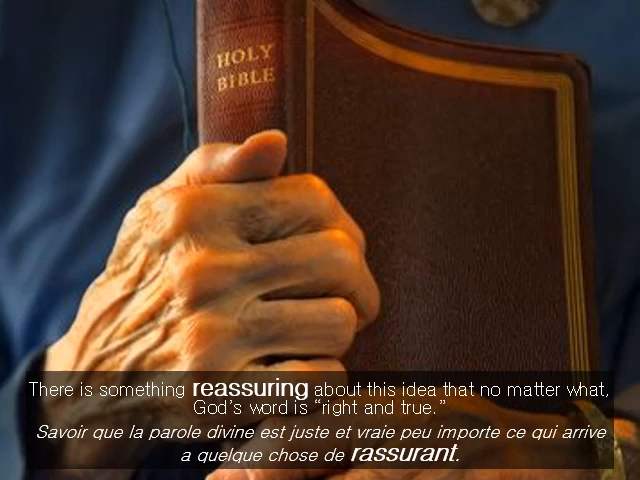 HOLY
BIBLE
There is something reassuring about this idea that no matter what,
God's word is “right and true.”
Savoir que la parole divine est juste et vraie peu importe ce qui arrive
a quelque chose de rassurant.